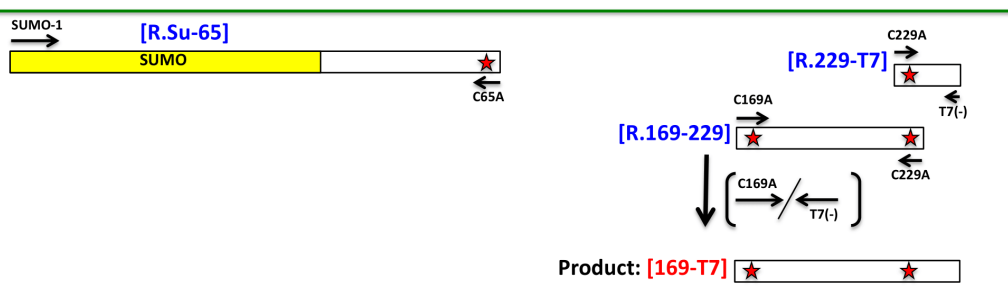 SUMO-1
[R.Su-65]
SUMO
C65A
C229A
[R.229-T7]
T7(-)
C169A
[R.169-229]
C229A
C169A
T7(-)
Product: [169-T7]